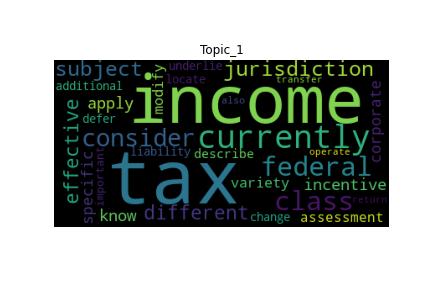 Topic_1
subject
underlie
jurisdiction
additional
locate
transfer
modify
income
apply
also
defer
effective
consider
currently
corporate
liability
describe
operate
specific
important
tax
federal
variety
incentive
class
return
know
different
change
assessment